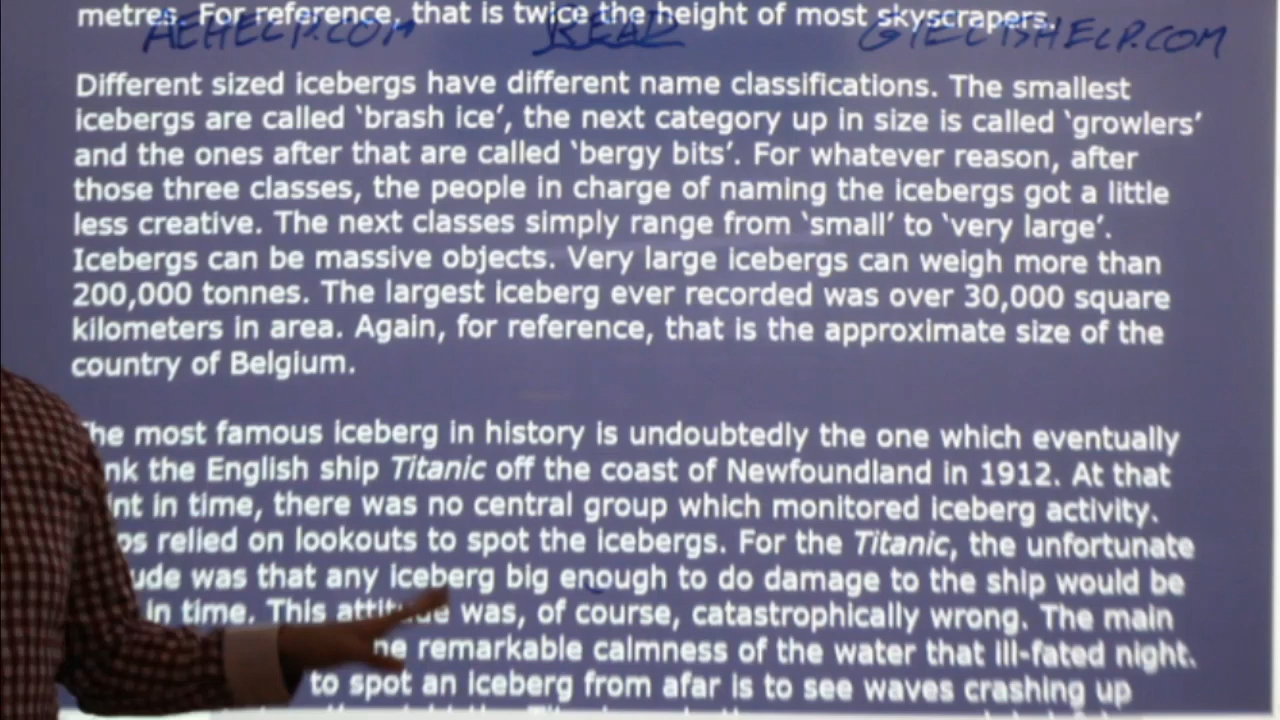 metres. For reference, that is twice the height of most skyscrapers.
AEHELP.COM READ GIELTSHELP.COM
Different sized icebergs have different name classifications. The smallest
icebergs are called ‘brash ice’, the next category up in size is called ‘growlers’
and the ones after that are called ‘bergy bits’. For whatever reason, after
those three classes, the people in charge of naming the icebergs got a little
less creative. The next classes simply range from ‘small’ to ‘very large’.
Icebergs can be massive objects. Very large icebergs can weigh more than
200,000 tonnes. The largest iceberg ever recorded was over 30,000 square
kilometers in area. Again, for reference, that is the approximate size of the
country of Belgium.
The most famous iceberg in history is undoubtedly the one which eventually
the English ship Titanic off the coast of Newfoundland in 1912. At that
in time, there was no central group which monitored iceberg activity.
relied on lookouts to spot the icebergs. For the Titanic, the unfortunate
was that any iceberg big enough to do damage to the ship would be
in time. This attitude was, of course, catastrophically wrong. The main
remarkable calmness of the water that ill-fated night.
to spot an iceberg from afar is to see waves crashing up